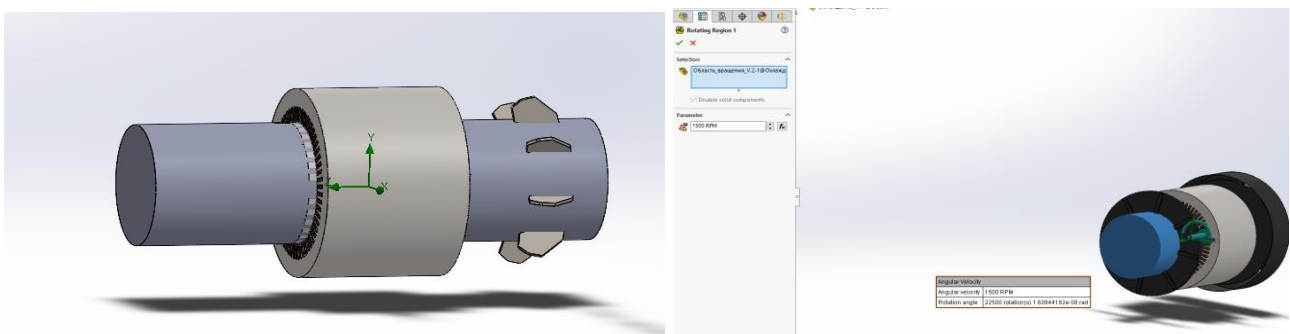 Y
X
Rotating Region 1
Selection
Область_вращения_V-2-1@Охлажд
Disable solid components
Parameter
1500 RPM
Angular Velocity
Angular velocity 1500 RPM
Rotation angle 22500 rotation(s) 1.60944102e-08 rad